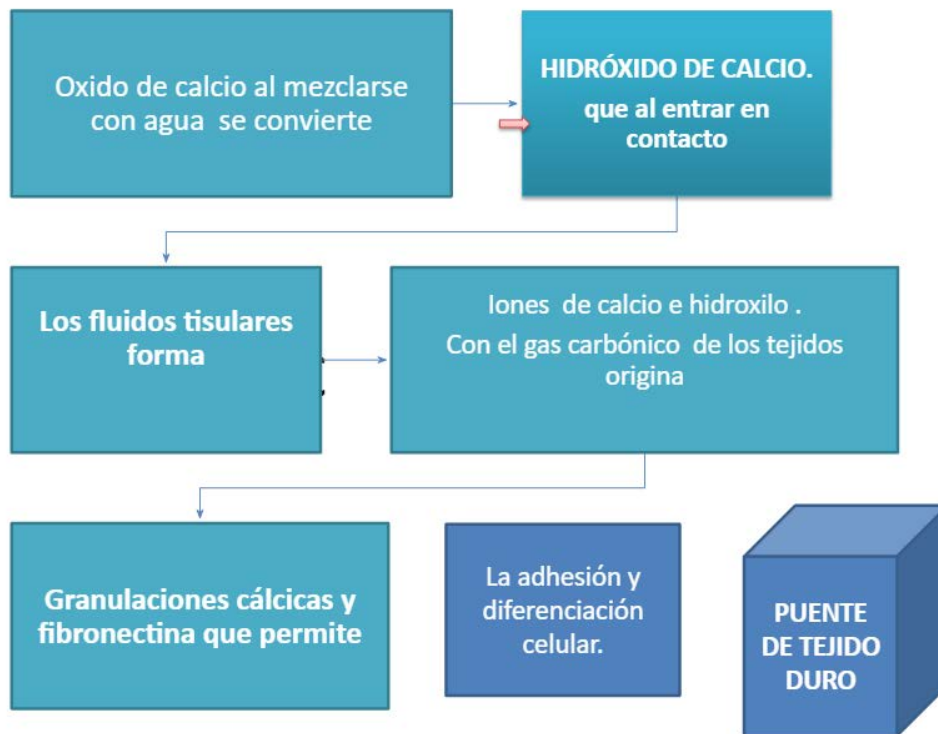 Oxido de calcio al mezclarse
con agua se convierte
HIDRÓXIDO DE CALCIO.
que al entrar en
contacto
Los fluidos tisulares
forma
Iones de calcio e hidroxilo .
Con el gas carbónico de los tejidos
origina
Granulaciones cálcicas y
fibronectina que permite
La adhesión y
diferenciación
celular.
PUENTE
DE TEJIDO
DURO